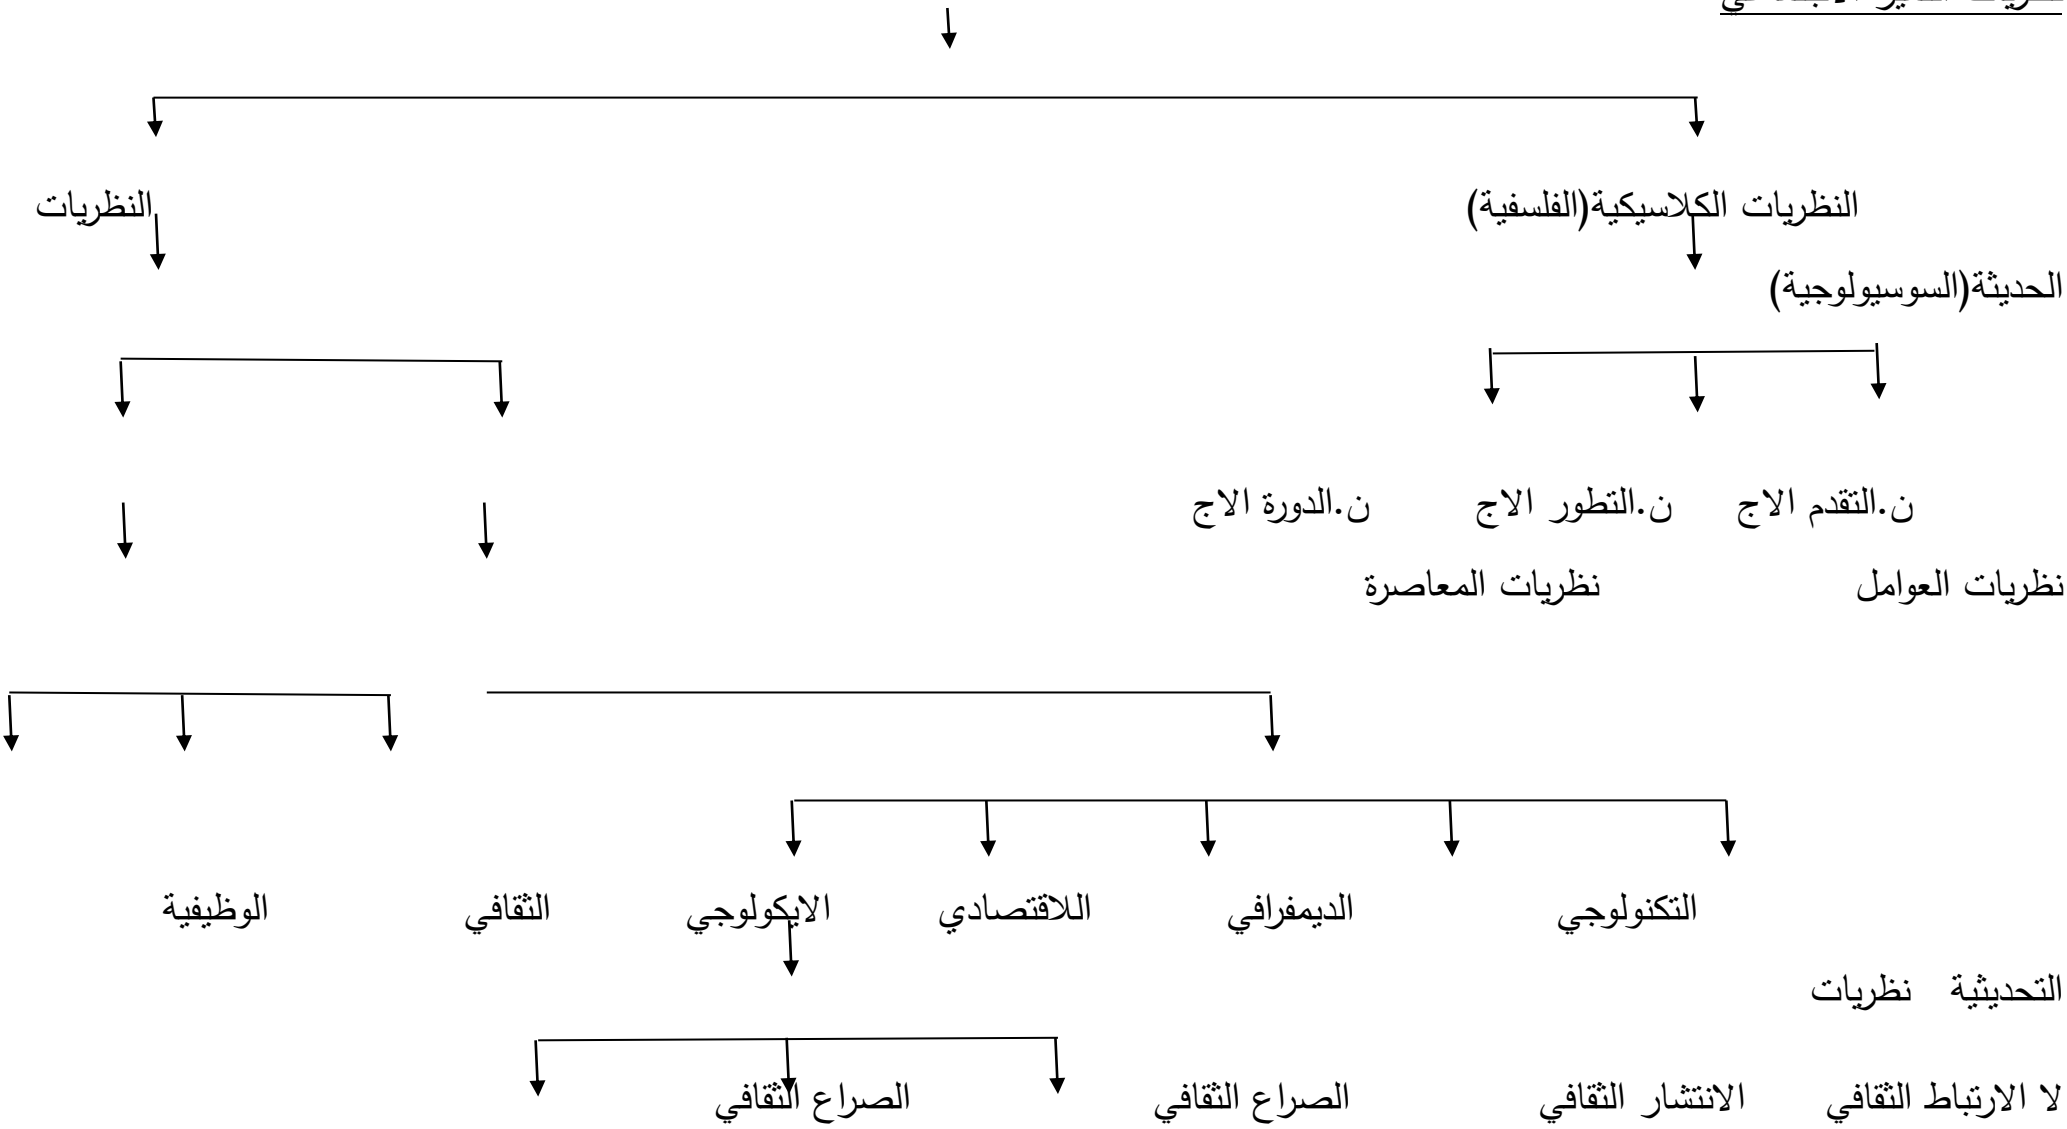 النظريات الكلاسيكية(الفلسفية) النظريات
الحديثة(السوسيولوجية)
ن.التقدم الاج ن.التطور الاج ن.الدورة الاج
نظريات العوامل نظريات المعاصرة
التكنولوجي الديمفرافي اللاقتصادي الايكولوجي الثقافي الوظيفية
التحديثية نظريات
لا الارتباط الثقافي الانتشار الثقافي الصراع الثقافي الصراع الثقافي